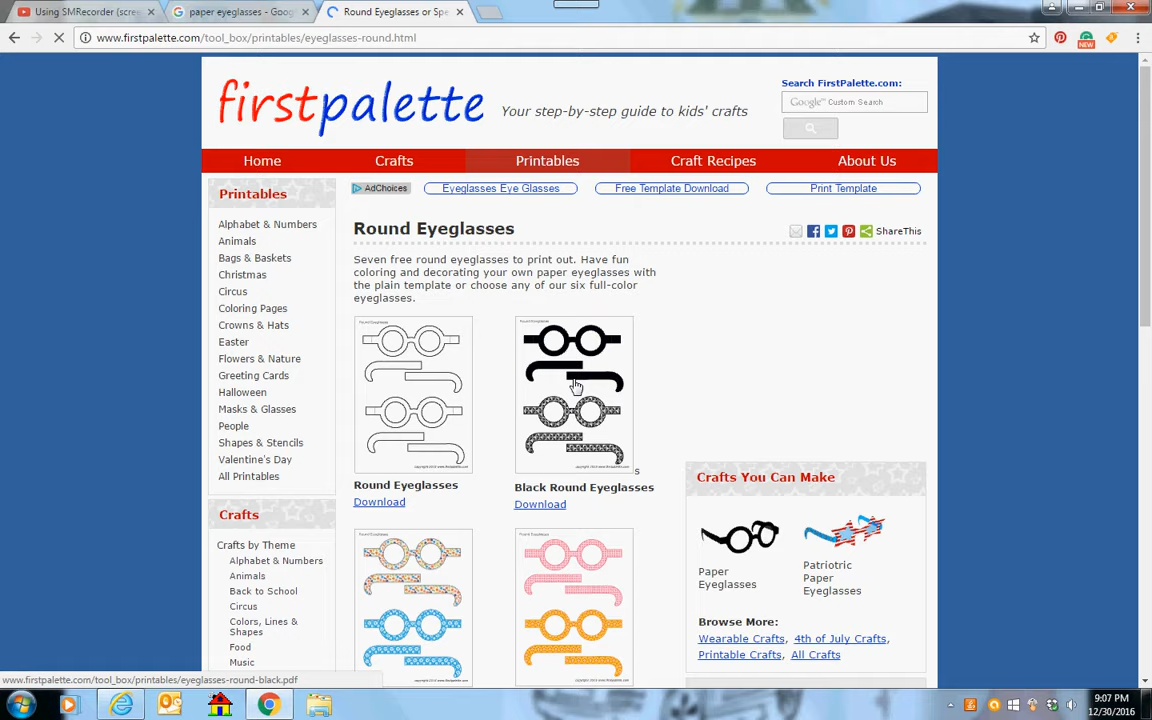 Using SMRecorder (scree
paper eyeglasses - Goog
Round Eyeglasses or Spe
www.firstpalette.com/tool_box/printables/eyeglasses-round.html
NEW
firstpalette
Your step-by-step guide to kids' crafts
Search FirstPalette.com:
Google™ Custom Search
Home
Crafts
Printables
Craft Recipes
About Us
Printables
Alphabet & Numbers
Animals
Bags & Baskets
Christmas
Circus
Coloring Pages
Crowns & Hats
Easter
Flowers & Nature
Greeting Cards
Halloween
Masks & Glasses
People
Shapes & Stencils
Valentine's Day
All Printables
Crafts
Crafts by Theme
Alphabet & Numbers
Animals
Back to School
Circus
Colors, Lines &
Shapes
Food
Music
AdChoices
Eyeglasses Eye Glasses
Free Template Download
Print Template
Round Eyeglasses
ShareThis
Seven free round eyeglasses to print out. Have fun
coloring and decorating your own paper eyeglasses with
the plain template or choose any of our six full-color
eyeglasses.
Round Eyeglasses
Download
s
Black Round Eyeglasses
Download
Crafts You Can Make
Paper
Eyeglasses
Patriotric
Paper
Eyeglasses
Browse More:
Wearable Crafts, 4th of July Crafts,
Printable Crafts, All Crafts
www.firstpalette.com/tool_box/printables/eyeglasses-round-black.pdf
9:07 PM
12/30/2016